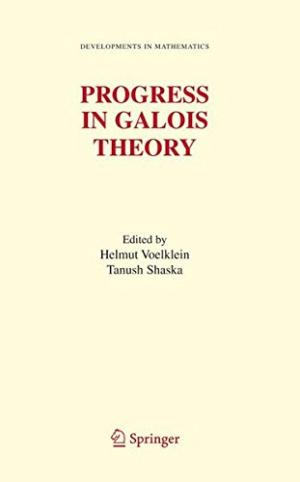 DEVELOPMENTS IN MATHEMATICS
PROGRESS
IN GALOIS
THEORY
Edited by
Helmut Voelklein
Tanush Shaska
Springer